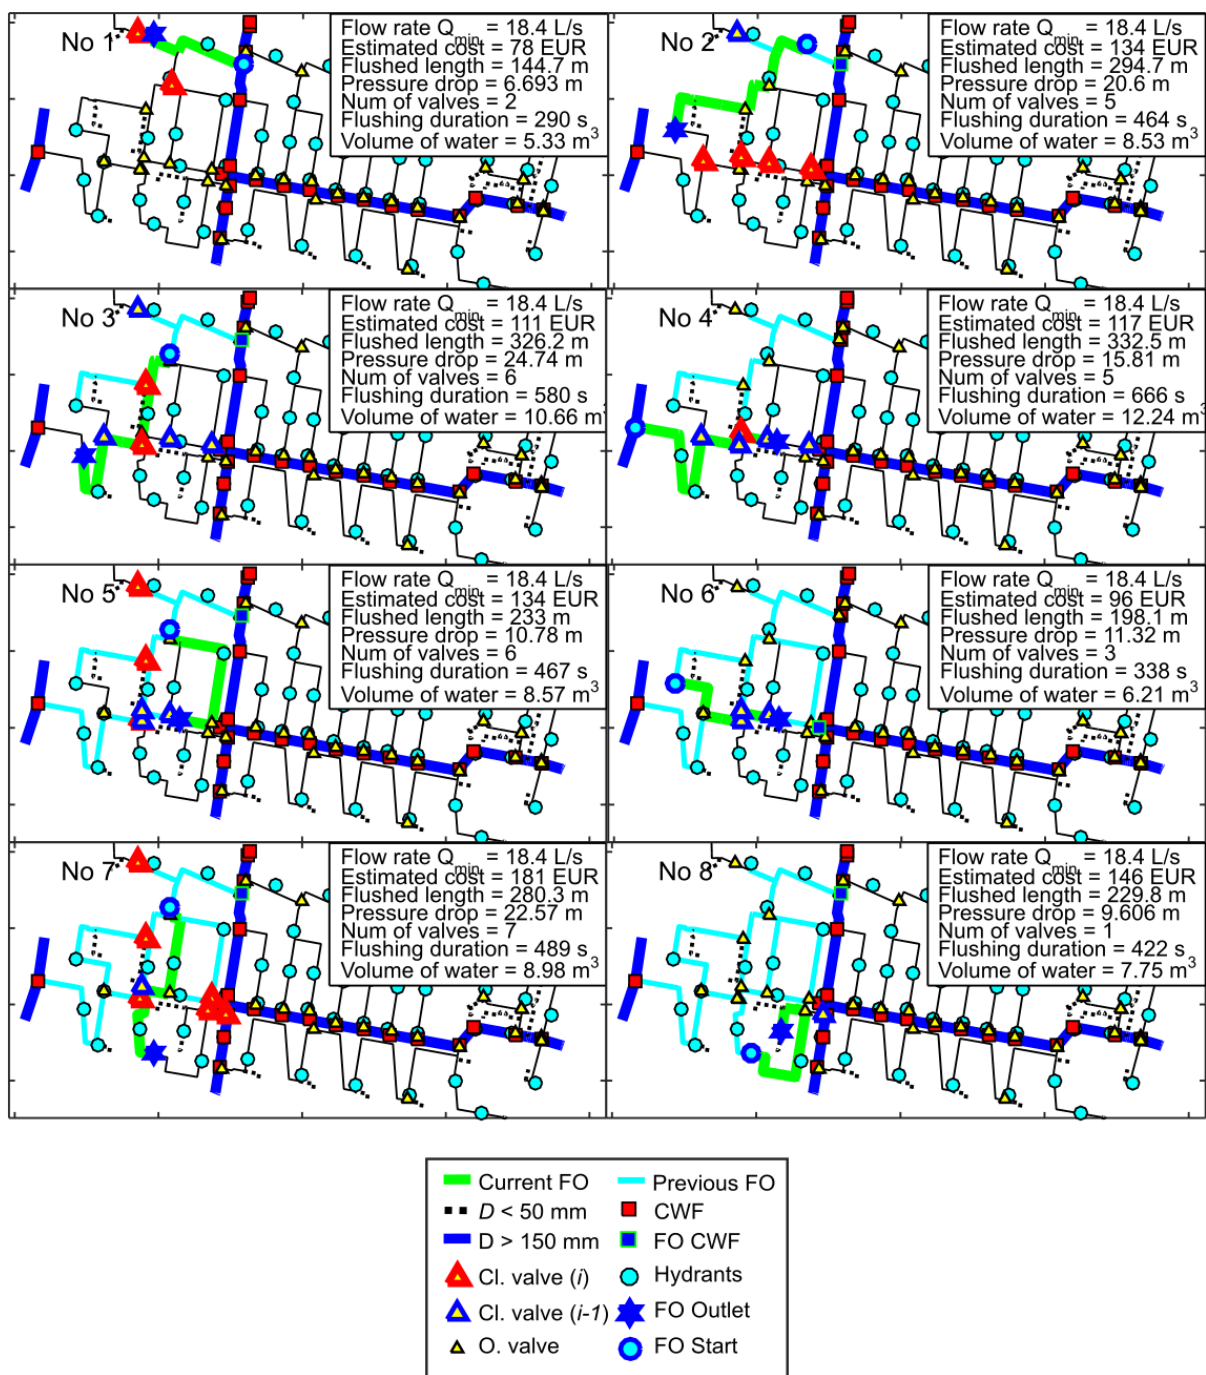 No 1
Flow rate Q_min = 18.4 L/s
Estimated cost = 78 EUR
Flushed length = 144.7 m
Pressure drop = 6.693 m
Num of valves = 2
Flushing duration = 290 s
Volume of water = 5.33 m³
No 2
Flow rate Q_min = 18.4 L/s
Estimated cost = 134 EUR
Flushed length = 294.7 m
Pressure drop = 20.6 m
Num of valves = 5
Flushing duration = 464 s
Volume of water = 8.53 m³
No 3
Flow rate Q_min = 18.4 L/s
Estimated cost = 111 EUR
Flushed length = 326.2 m
Pressure drop = 24.74 m
Num of valves = 6
Flushing duration = 580 s
Volume of water = 10.66 m³
No 4
Flow rate Q_min = 18.4 L/s
Estimated cost = 117 EUR
Flushed length = 332.5 m
Pressure drop = 15.81 m
Num of valves = 5
Flushing duration = 666 s
Volume of water = 12.24 m³
No 5
Flow rate Q_min = 18.4 L/s
Estimated cost = 134 EUR
Flushed length = 233 m
Pressure drop = 10.78 m
Num of valves = 6
Flushing duration = 467 s
Volume of water = 8.57 m³
No 6
Flow rate Q_min = 18.4 L/s
Estimated cost = 96 EUR
Flushed length = 198.1 m
Pressure drop = 11.32 m
Num of valves = 3
Flushing duration = 338 s
Volume of water = 6.21 m³
No 7
Flow rate Q_min = 18.4 L/s
Estimated cost = 181 EUR
Flushed length = 280.3 m
Pressure drop = 22.57 m
Num of valves = 7
Flushing duration = 489 s
Volume of water = 8.98 m³
No 8
Flow rate Q_min = 18.4 L/s
Estimated cost = 146 EUR
Flushed length = 229.8 m
Pressure drop = 9.606 m
Num of valves = 1
Flushing duration = 422 s
Volume of water = 7.75 m³
Current FO
Previous FO
D < 50 mm
CWF
D > 150 mm
FO CWF
Cl. valve (i)
Hydrants
Cl. valve (i-1)
FO Outlet
O. valve
FO Start